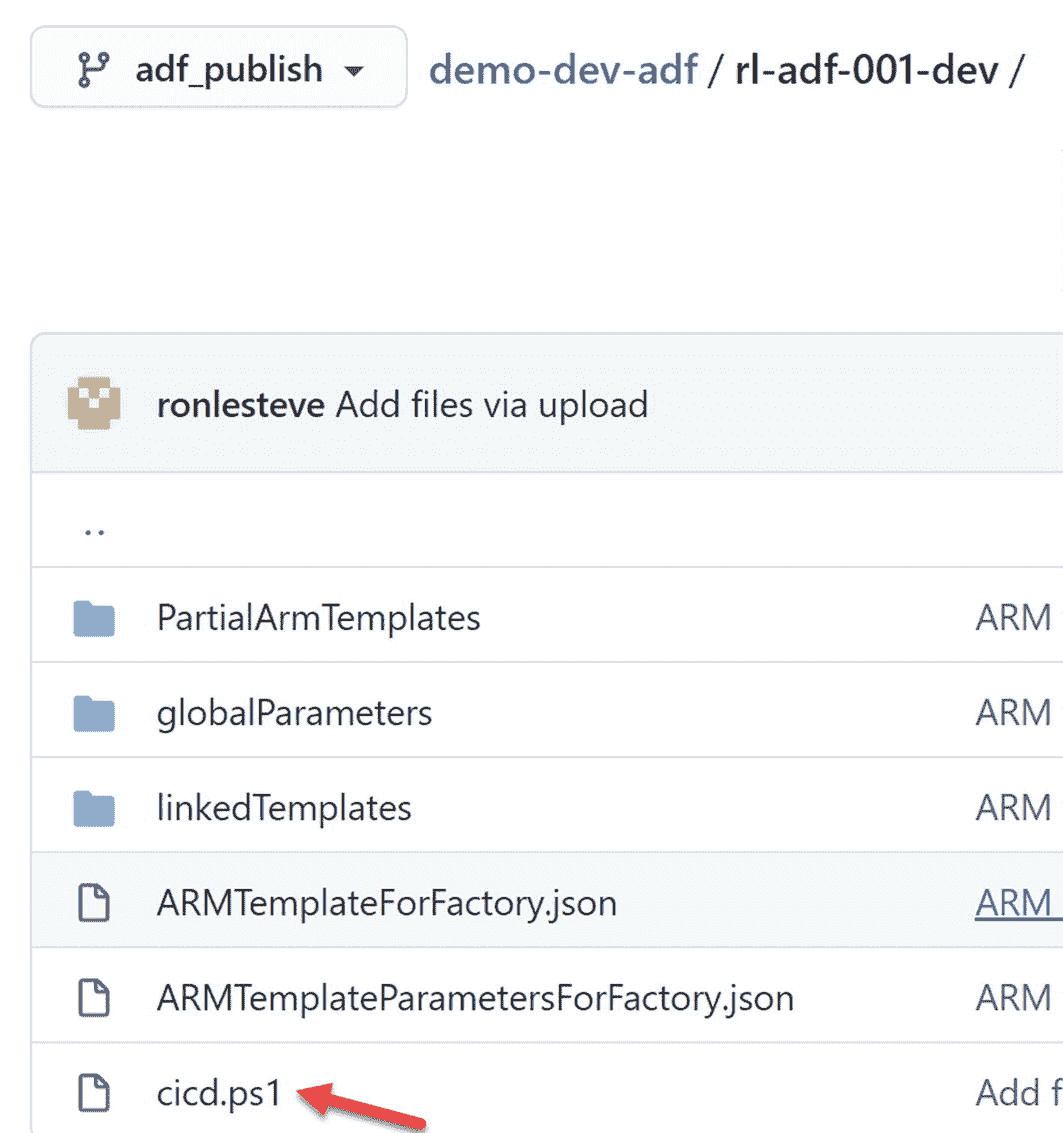 adf_publish demo-dev-adf / rl-adf-001-dev /
ronlesteve Add files via upload
..
PartialArmTemplates ARM
globalParameters ARM
linkedTemplates ARM
ARMTemplateForFactory.json ARM
ARMTemplateParametersForFactory.json ARM
cicd.ps1 Add f